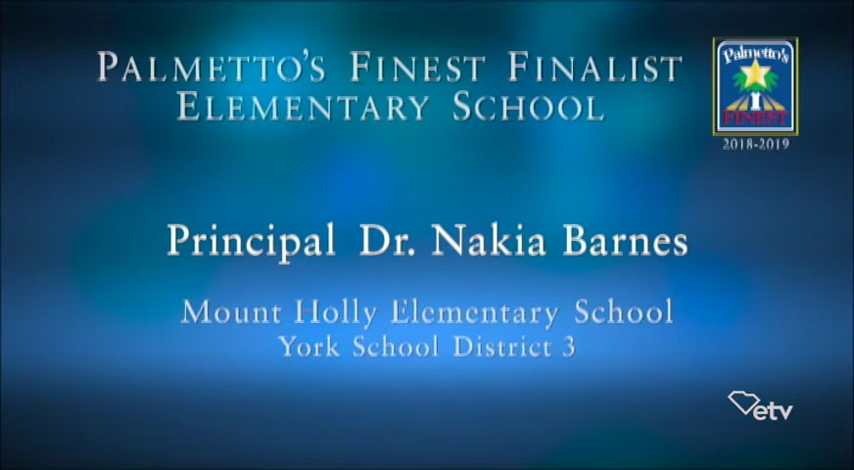 PALMETTO'S FINEST FINALIST
ELEMENTARY SCHOOL
Palmetto's
1
FINEST
2018-2019
Principal Dr. Nakia Barnes
Mount Holly Elementary School
York School District 3
etv